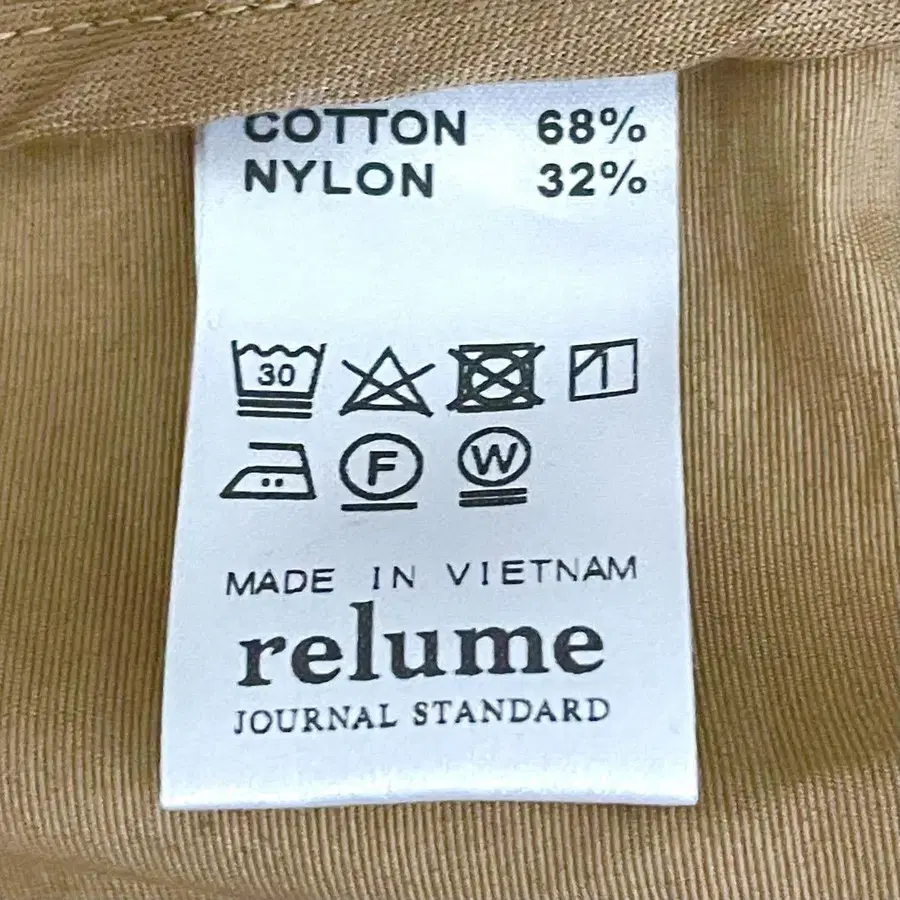 COTTON 68%
NYLON 32%
30
F
W
MADE IN VIETNAM
relume
JOURNAL STANDARD